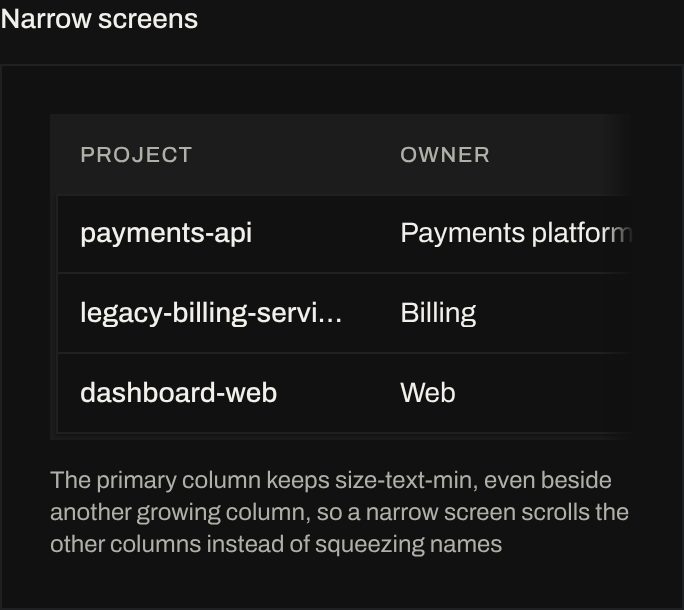 Narrow screens
PROJECT OWNER
payments-api Payments platform
legacy-billing-servi... Billing
dashboard-web Web
The primary column keeps size-text-min, even beside
another growing column, so a narrow screen scrolls the
other columns instead of squeezing names